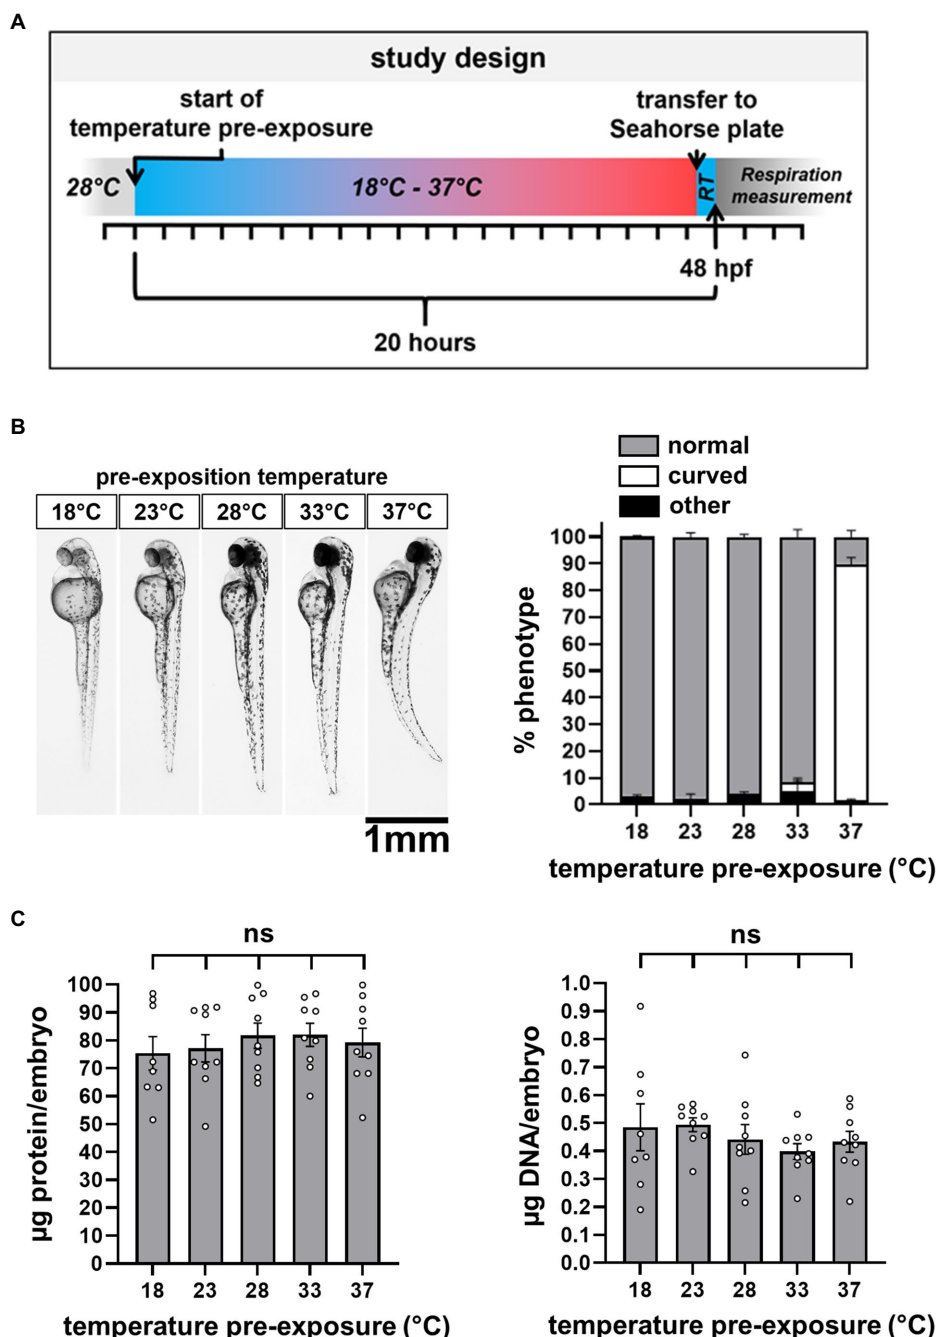 A
study design
start of
temperature pre-exposure
transfer to
Seahorse plate
28°C
18°C - 37°C
RT
Respiration
measurement
48 hpf
20 hours
B
pre-exposition temperature
18°C 23°C 28°C 33°C 37°C
1mm
normal
curved
other
% phenotype
100
90
80
70
60
50
40
30
20
10
0
18 23 28 33 37
temperature pre-exposure (°C)
C
ns
µg protein/embryo
100
90
80
70
60
50
40
30
20
10
0
18 23 28 33 37
temperature pre-exposure (°C)
ns
µg DNA/embryo
1.0
0.9
0.8
0.7
0.6
0.5
0.4
0.3
0.2
0.1
0.0
18 23 28 33 37
temperature pre-exposure (°C)